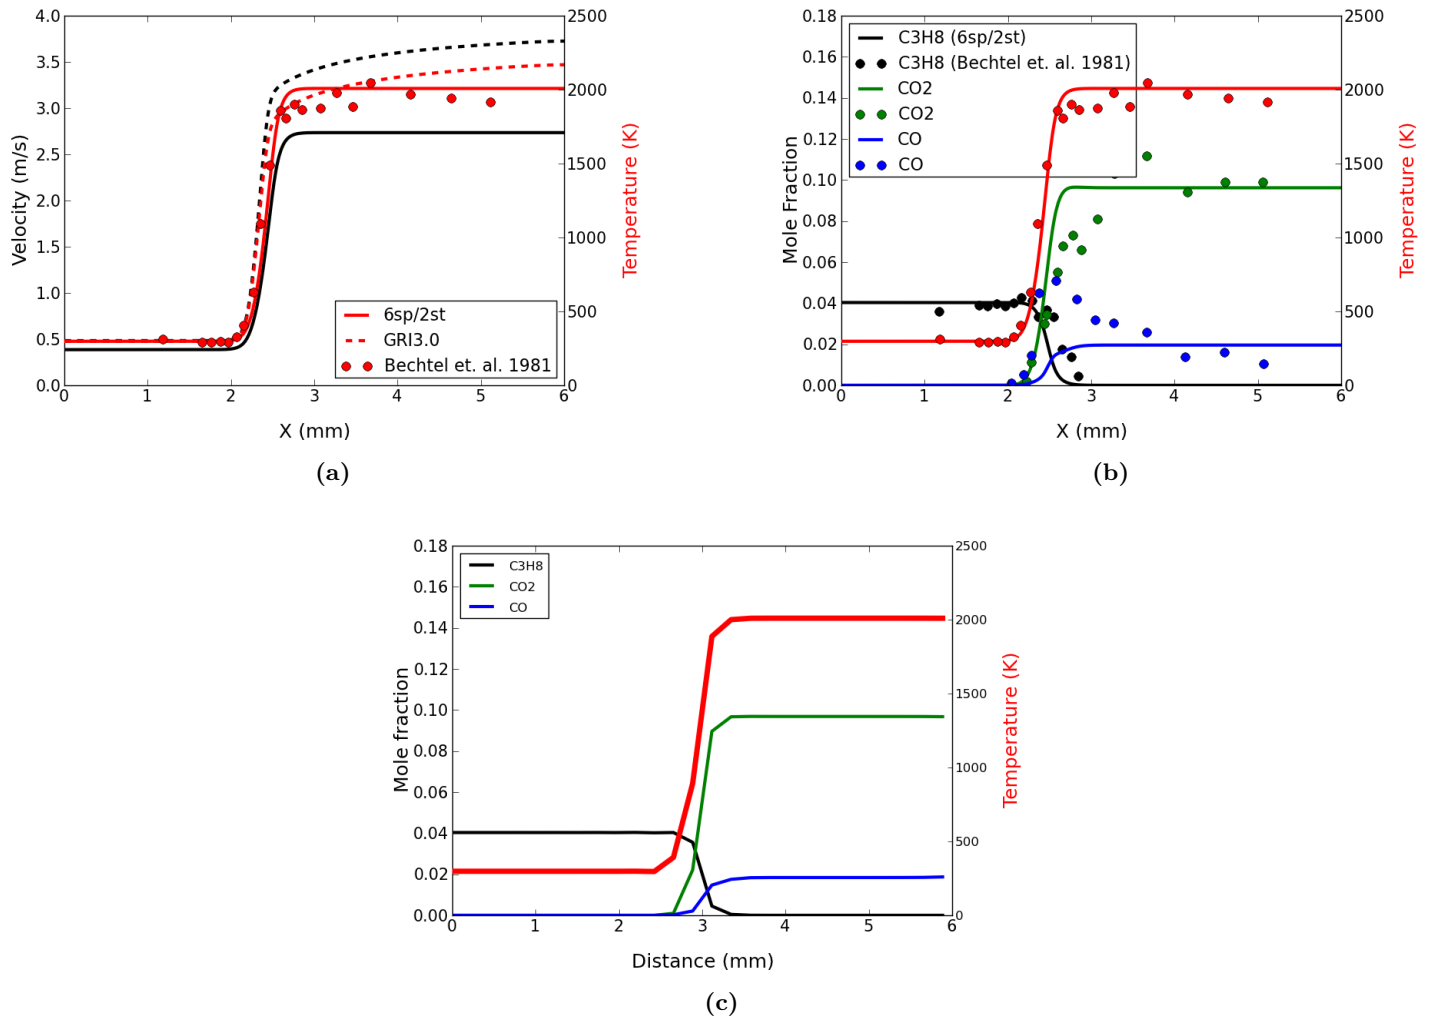 4.0
3.5
3.0
2.5
2.0
1.5
1.0
0.5
0.0
Velocity (m/s)
0 1 2 3 4 5 6
X (mm)
2500
2000
1500
1000
500
0
Temperature (K)
6sp/2st
GRI3.0
Bechtel et. al. 1981
(a)
0.18
0.16
0.14
0.12
0.10
0.08
0.06
0.04
0.02
0.00
Mole Fraction
C3H8 (6sp/2st)
C3H8 (Bechtel et. al. 1981)
CO2
CO2
CO
CO
0 1 2 3 4 5 6
X (mm)
2500
2000
1500
1000
500
0
Temperature (K)
(b)
0.18
0.16
0.14
0.12
0.10
0.08
0.06
0.04
0.02
0.00
Mole fraction
C3H8
CO2
CO
0 1 2 3 4 5 6
Distance (mm)
2500
2000
1500
1000
500
0
Temperature (K)
(c)